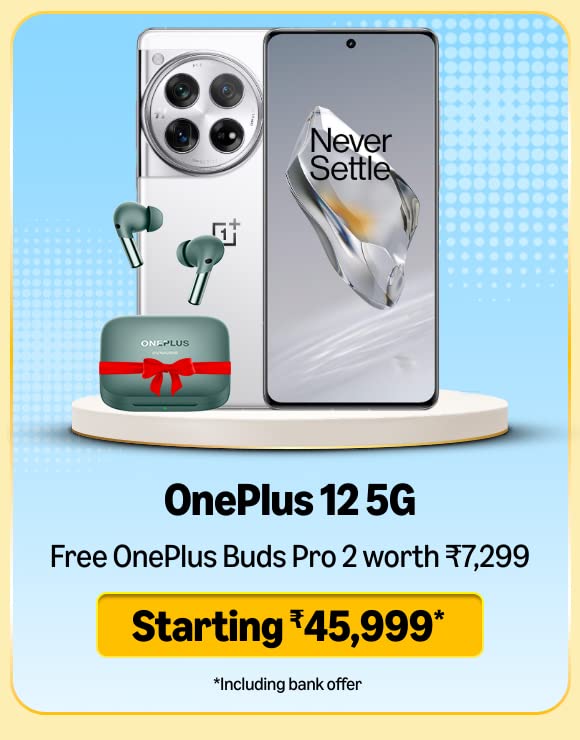 Never
Settle
ONEPLUS
OnePlus 12 5G
Free OnePlus Buds Pro 2 worth ₹7,299
Starting ₹45,999*
*Including bank offer